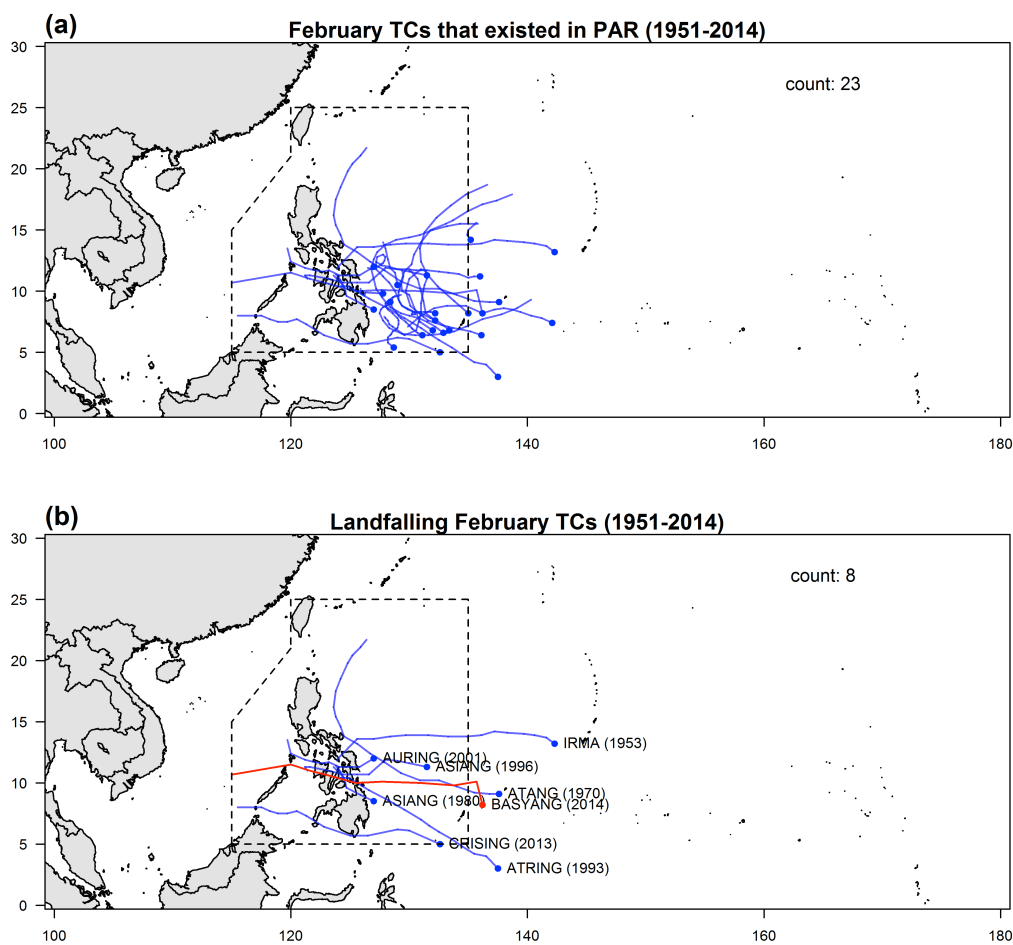 (a)
February TCs that existed in PAR (1951-2014)
count: 23
30
25
20
15
10
5
0
100
120
140
160
180
(b)
Landfalling February TCs (1951-2014)
count: 8
30
25
20
15
10
5
0
IRMA (1953)
AURING (2001)
ASIANG (1996)
ATANG (1970)
ASIANG (1980)
BASYANG (2014)
CRISING (2013)
ATRING (1993)
100
120
140
160
180